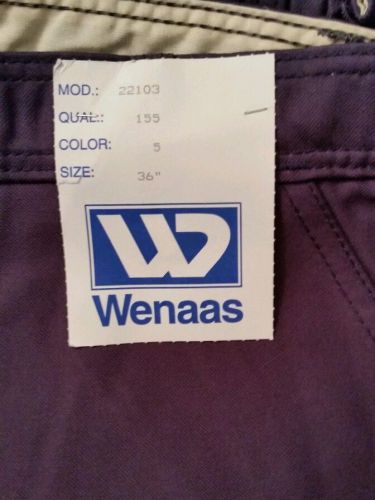 MOD.: 22103
QUAL.: 155
COLOR: 5
SIZE: 36"
W
Wenaas